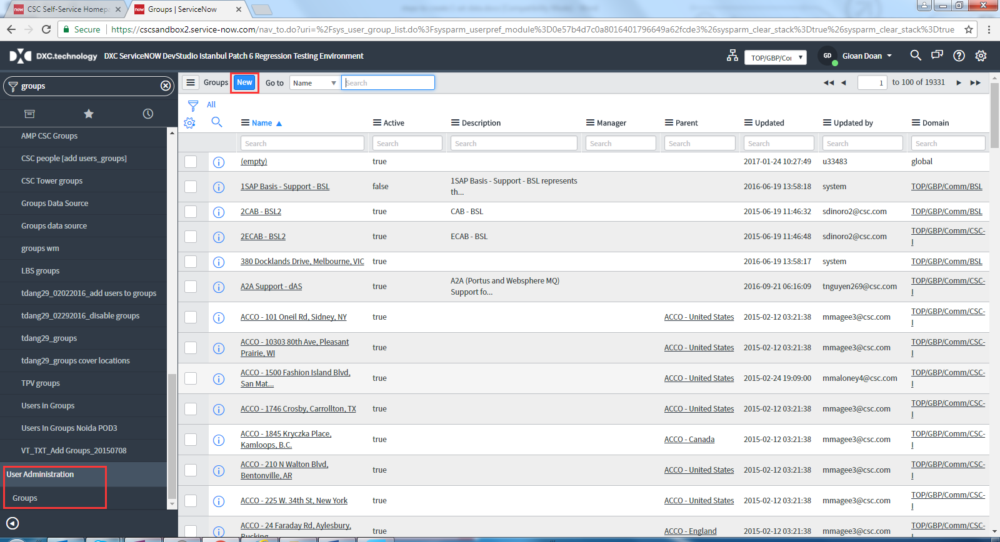 CSC Self-Service Homep
Groups | ServiceNow
Secure
https://cscsandbox2.service-now.com/nav_to.do?uri=%2Fsys_user_group_list.do%3Fsysparm_userpref_module%3D0e57b4d7c0a8016401796649a62fcde3%26sysparm_clear_stack%3Dtrue%26sysparm_clear_stack%3Dtrue
DXC.technology DXC ServiceNOW DevStudio Istanbul Patch 6 Regression Testing Environment
TOP/GBP/Co
GD Gioan Doan
groups
AMP CSC Groups
CSC people [add users_groups]
CSC Tower groups
Groups Data Source
Groups data source
groups wm
LBS groups
tdang29_02022016_add users to groups
tdang29_02292016_disable groups
tdang29_groups
tdang29_groups cover locations
TPV groups
Users in Groups
Users In Groups Noida POD3
VT_TXT_Add Groups_20150708
User Administration
Groups
Groups New Go to Name Search 1 to 100 of 19331
All
Name Active Description Manager Parent Updated Updated by Domain
Search Search Search Search Search Search Search Search
(empty) true 2017-01-24 10:27:49 u33483 global
1SAP Basis - Support - BSL false 1SAP Basis - Support - BSL represents th... 2016-06-19 13:58:18 system TOP/GBP/Comm/BSL
2CAB - BSL2 true CAB - BSL 2015-06-19 11:46:32 sdinoro2@csc.com TOP/GBP/Comm/BSL
2ECAB - BSL2 true ECAB - BSL 2015-06-19 11:46:48 sdinoro2@csc.com TOP/GBP/Comm/CSC-I
380 Docklands Drive, Melbourne, VIC true 2016-06-19 13:58:17 system TOP/GBP/Comm/BSL
A2A Support - dAS true A2A (Portus and Websphere MQ) Support fo... 2016-09-21 06:16:09 tnguyen269@csc.com TOP/GBP/Comm/CSC-I
ACCO - 101 Oneil Rd, Sidney, NY true ACCO - United States 2015-02-12 03:21:38 mmagee3@csc.com TOP/GBP/Comm/CSC-I
ACCO - 10303 80th Ave, Pleasant Prairie, WI true ACCO - United States 2015-02-12 03:21:38 mmagee3@csc.com TOP/GBP/Comm/CSC-I
ACCO - 1500 Fashion Island Blvd, San Mat... true ACCO - United States 2015-02-24 19:09:00 mmaloney4@csc.com TOP/GBP/Comm/CSC-I
ACCO - 1746 Crosby, Carrollton, TX true ACCO - United States 2015-02-12 03:21:38 mmagee3@csc.com TOP/GBP/Comm/CSC-I
ACCO - 1845 Kryczka Place, Kamloops, B.C. true ACCO - Canada 2015-02-12 03:21:38 mmagee3@csc.com TOP/GBP/Comm/CSC-I
ACCO - 210 N Walton Blvd, Bentonville, AR true ACCO - United States 2015-02-12 03:21:38 mmagee3@csc.com TOP/GBP/Comm/CSC-I
ACCO - 225 W. 34th St, New York true ACCO - United States 2015-02-12 03:21:38 mmagee3@csc.com TOP/GBP/Comm/CSC-I
ACCO - 24 Faraday Rd, Aylesbury, true ACCO - England 2015-02-12 03:21:38 mmagee3@csc.com TOP/GBP/Comm/CSC-